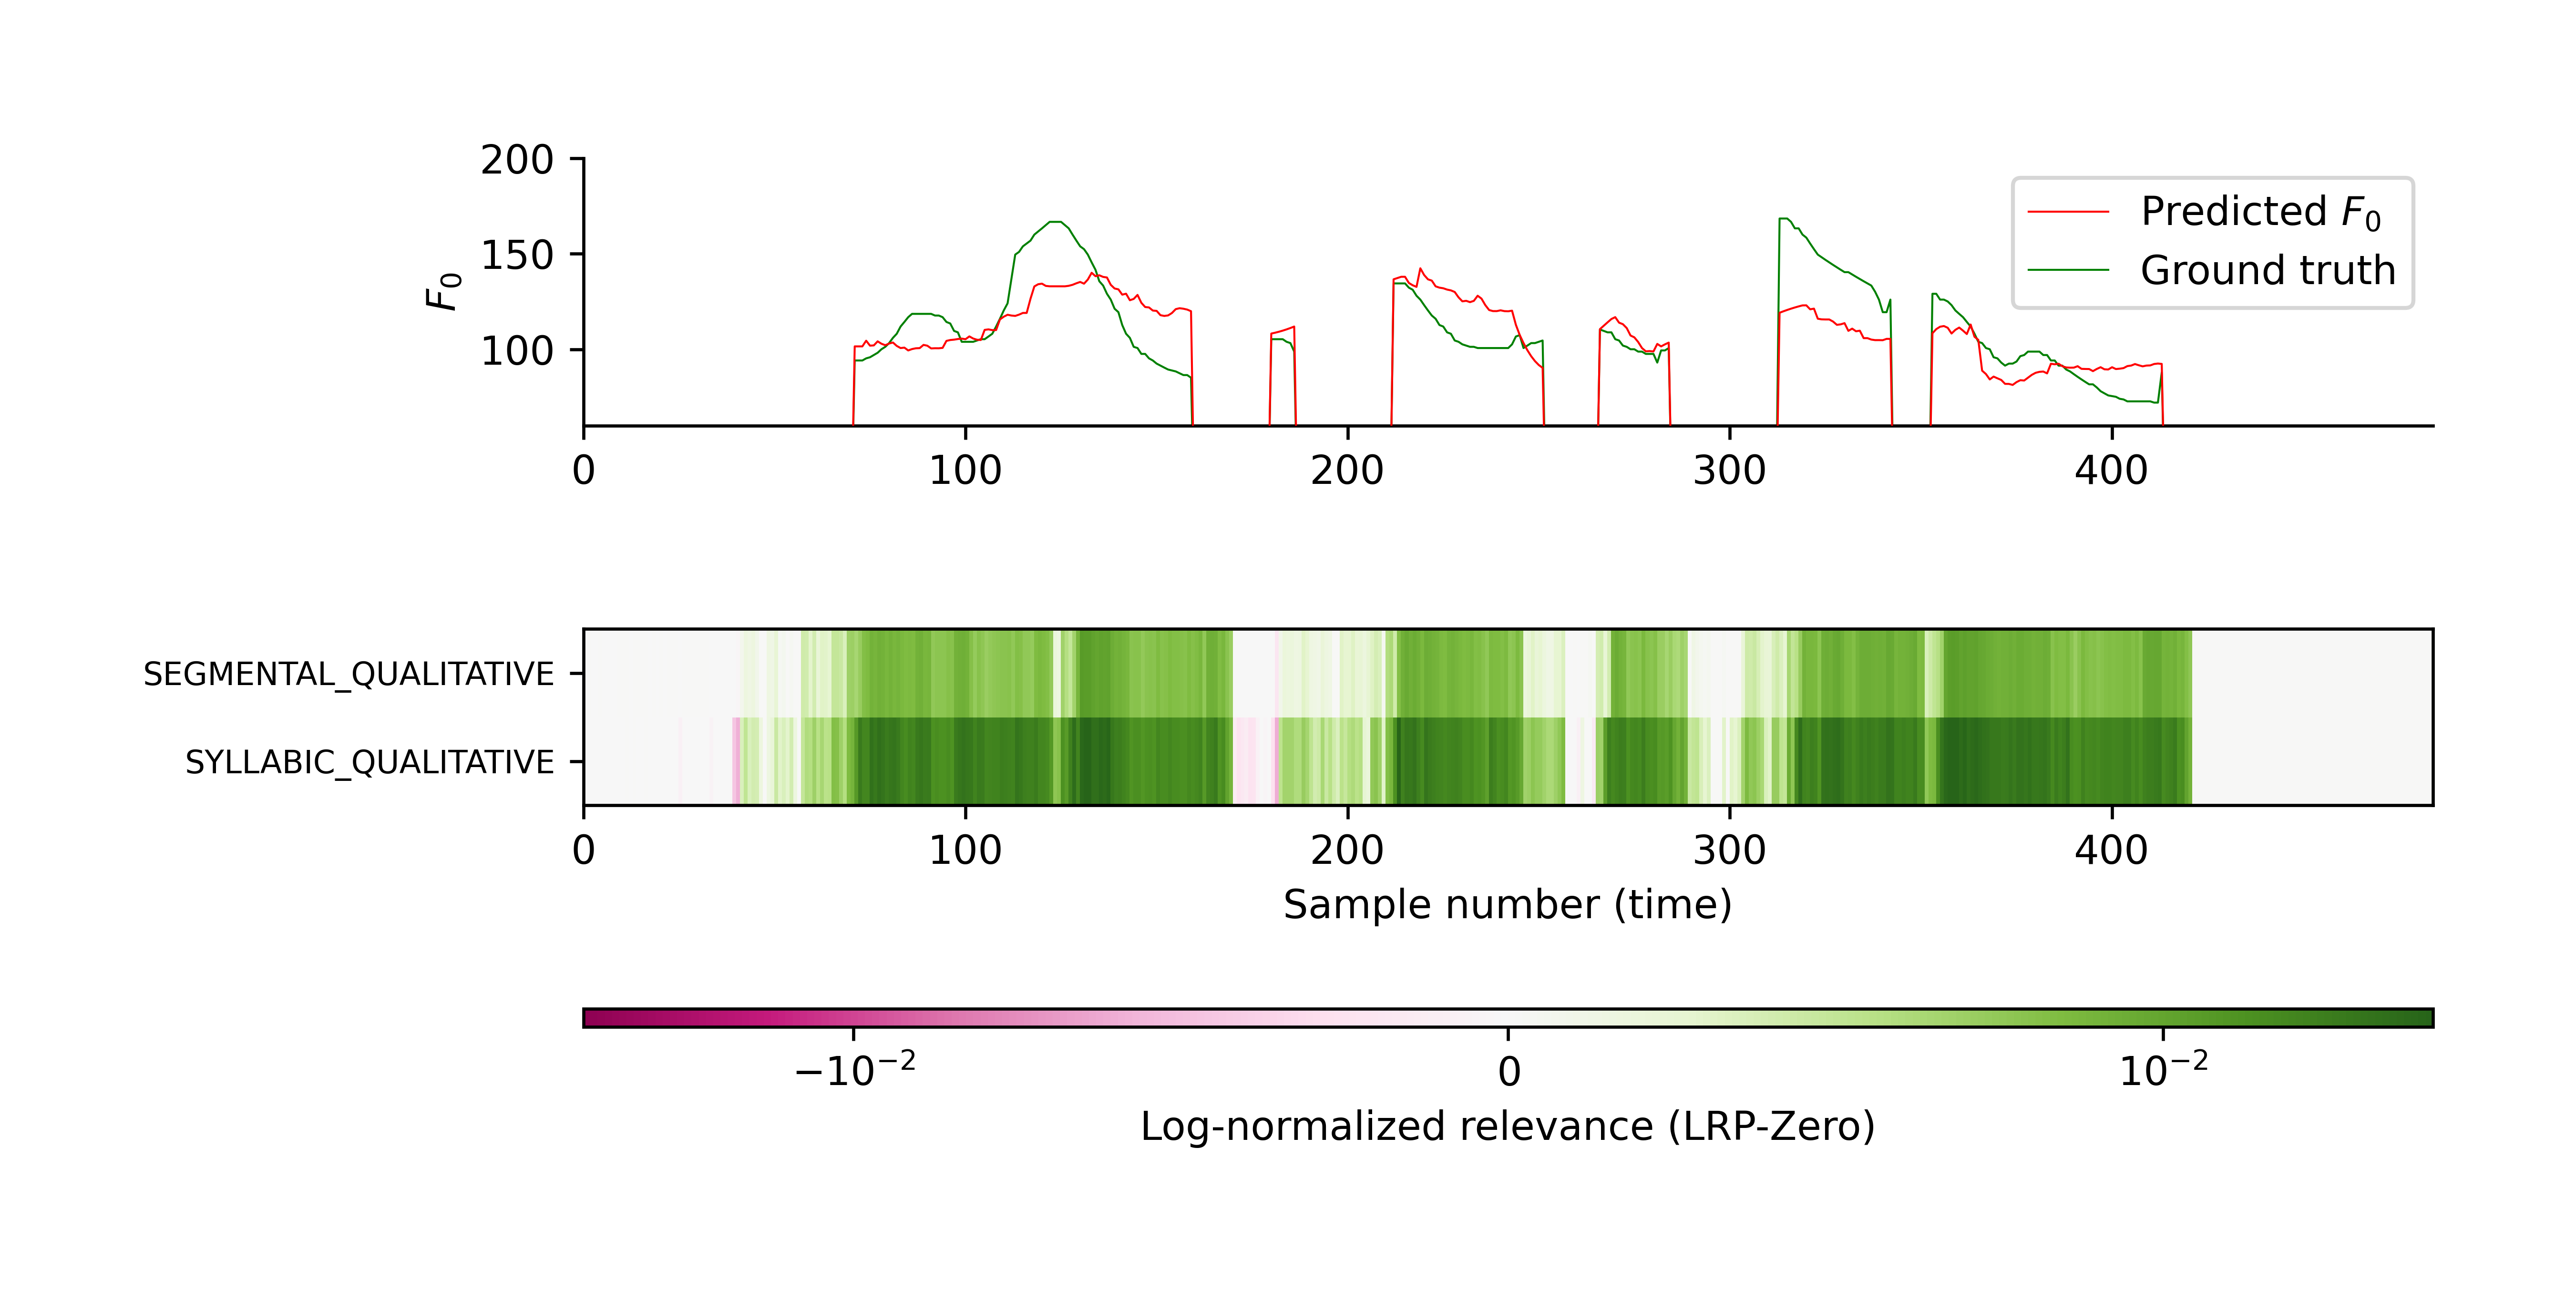 200
150
100
F₀
Predicted F₀
Ground truth
0 100 200 300 400
SEGMENTAL_QUALITATIVE
SYLLABIC_QUALITATIVE
0 100 200 300 400
Sample number (time)
−10⁻² 0 10⁻²
Log-normalized relevance (LRP-Zero)